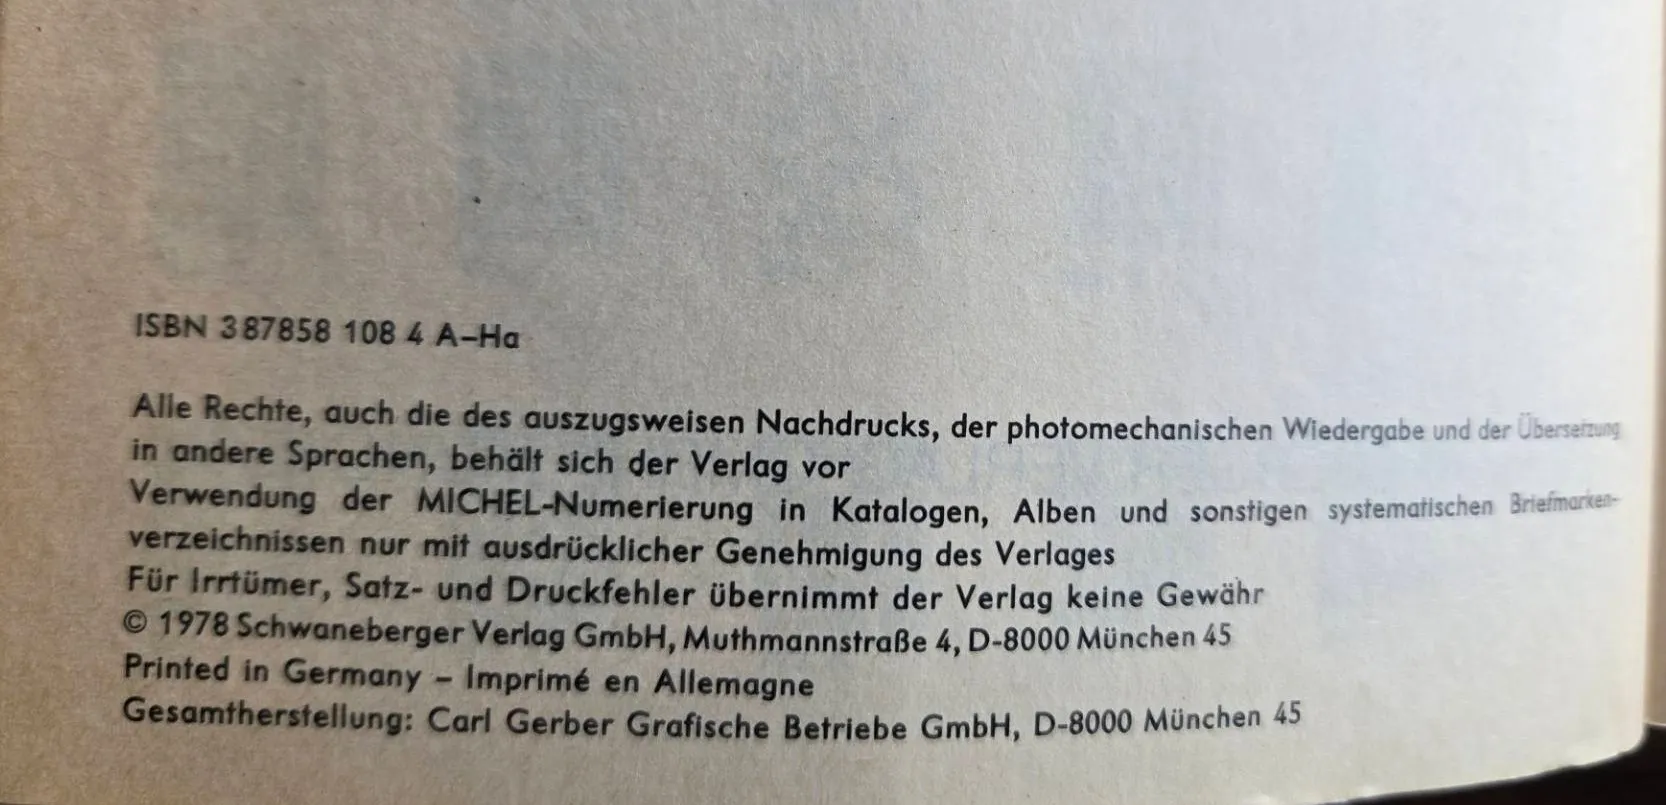 ISBN 3 87858 108 4 A–Ha
Alle Rechte, auch die des auszugsweisen Nachdrucks, der photomechanischen Wiedergabe und der Übersetzung
in andere Sprachen, behält sich der Verlag vor
Verwendung der MICHEL-Numerierung in Katalogen, Alben und sonstigen systematischen Briefmarken-
verzeichnissen nur mit ausdrücklicher Genehmigung des Verlages
Für Irrtümer, Satz- und Druckfehler übernimmt der Verlag keine Gewähr
© 1978 Schwaneberger Verlag GmbH, Muthmannstraße 4, D-8000 München 45
Printed in Germany – Imprimé en Allemagne
Gesamtherstellung: Carl Gerber Grafische Betriebe GmbH, D-8000 München 45